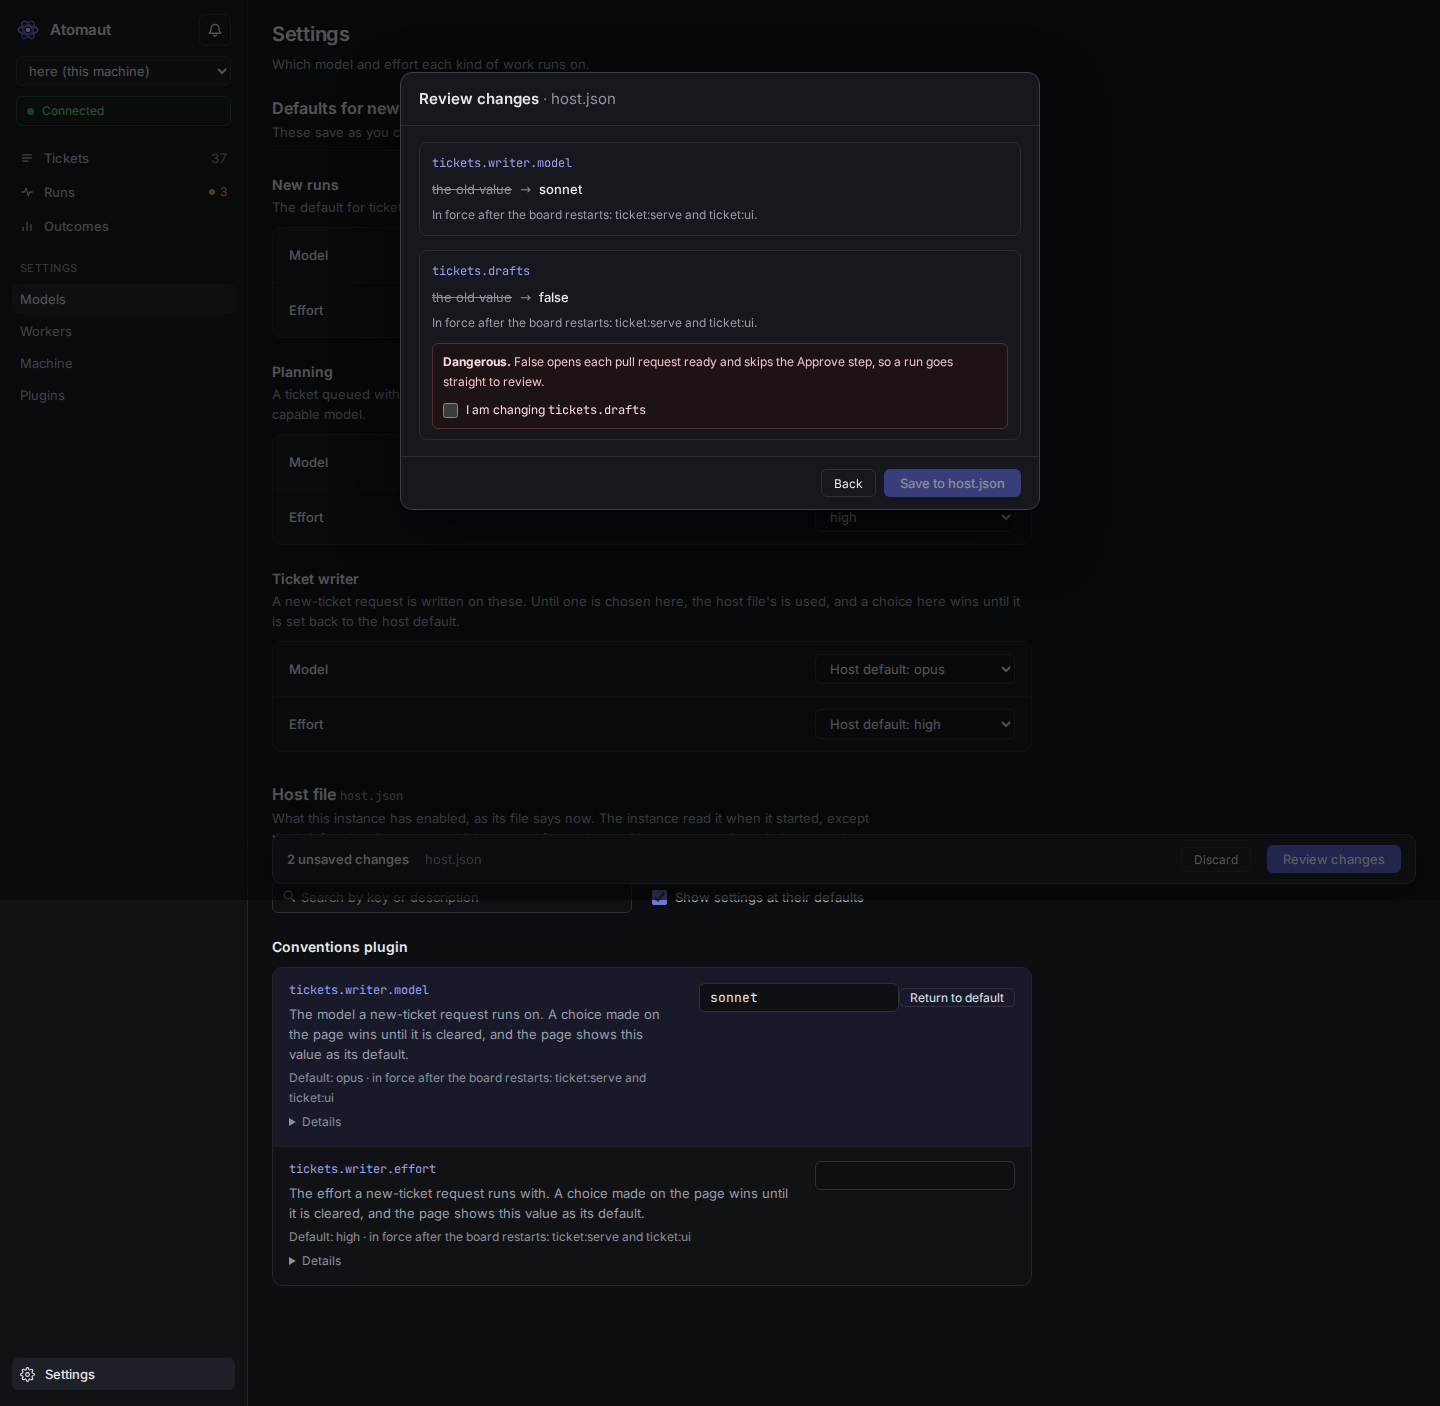 Atomaut
here (this machine)
Connected
Tickets 37
Runs 3
Outcomes
SETTINGS
Models
Workers
Machine
Plugins
Settings
Settings
Which model and effort each kind of work runs on.
Defaults for new
These save as you c
New runs
The default for ticket
Model
Effort
Planning
A ticket queued with
capable model.
Model
Effort high
Review changes · host.json
tickets.writer.model
the old value → sonnet
In force after the board restarts: ticket:serve and ticket:ui.
tickets.drafts
the old value → false
In force after the board restarts: ticket:serve and ticket:ui.
Dangerous. False opens each pull request ready and skips the Approve step, so a run goes
straight to review.
I am changing tickets.drafts
Back Save to host.json
Ticket writer
A new-ticket request is written on these. Until one is chosen here, the host file's is used, and a choice here wins until it
is set back to the host default.
Model Host default: opus
Effort Host default: high
Host file host.json
What this instance has enabled, as its file says now. The instance read it when it started, except
2 unsaved changes host.json Discard Review changes
Search by key or description Show settings at their defaults
Conventions plugin
tickets.writer.model sonnet Return to default
The model a new-ticket request runs on. A choice made on
the page wins until it is cleared, and the page shows this
value as its default.
Default: opus · in force after the board restarts: ticket:serve and
ticket:ui
Details
tickets.writer.effort
The effort a new-ticket request runs with. A choice made on the page wins until
it is cleared, and the page shows this value as its default.
Default: high · in force after the board restarts: ticket:serve and ticket:ui
Details